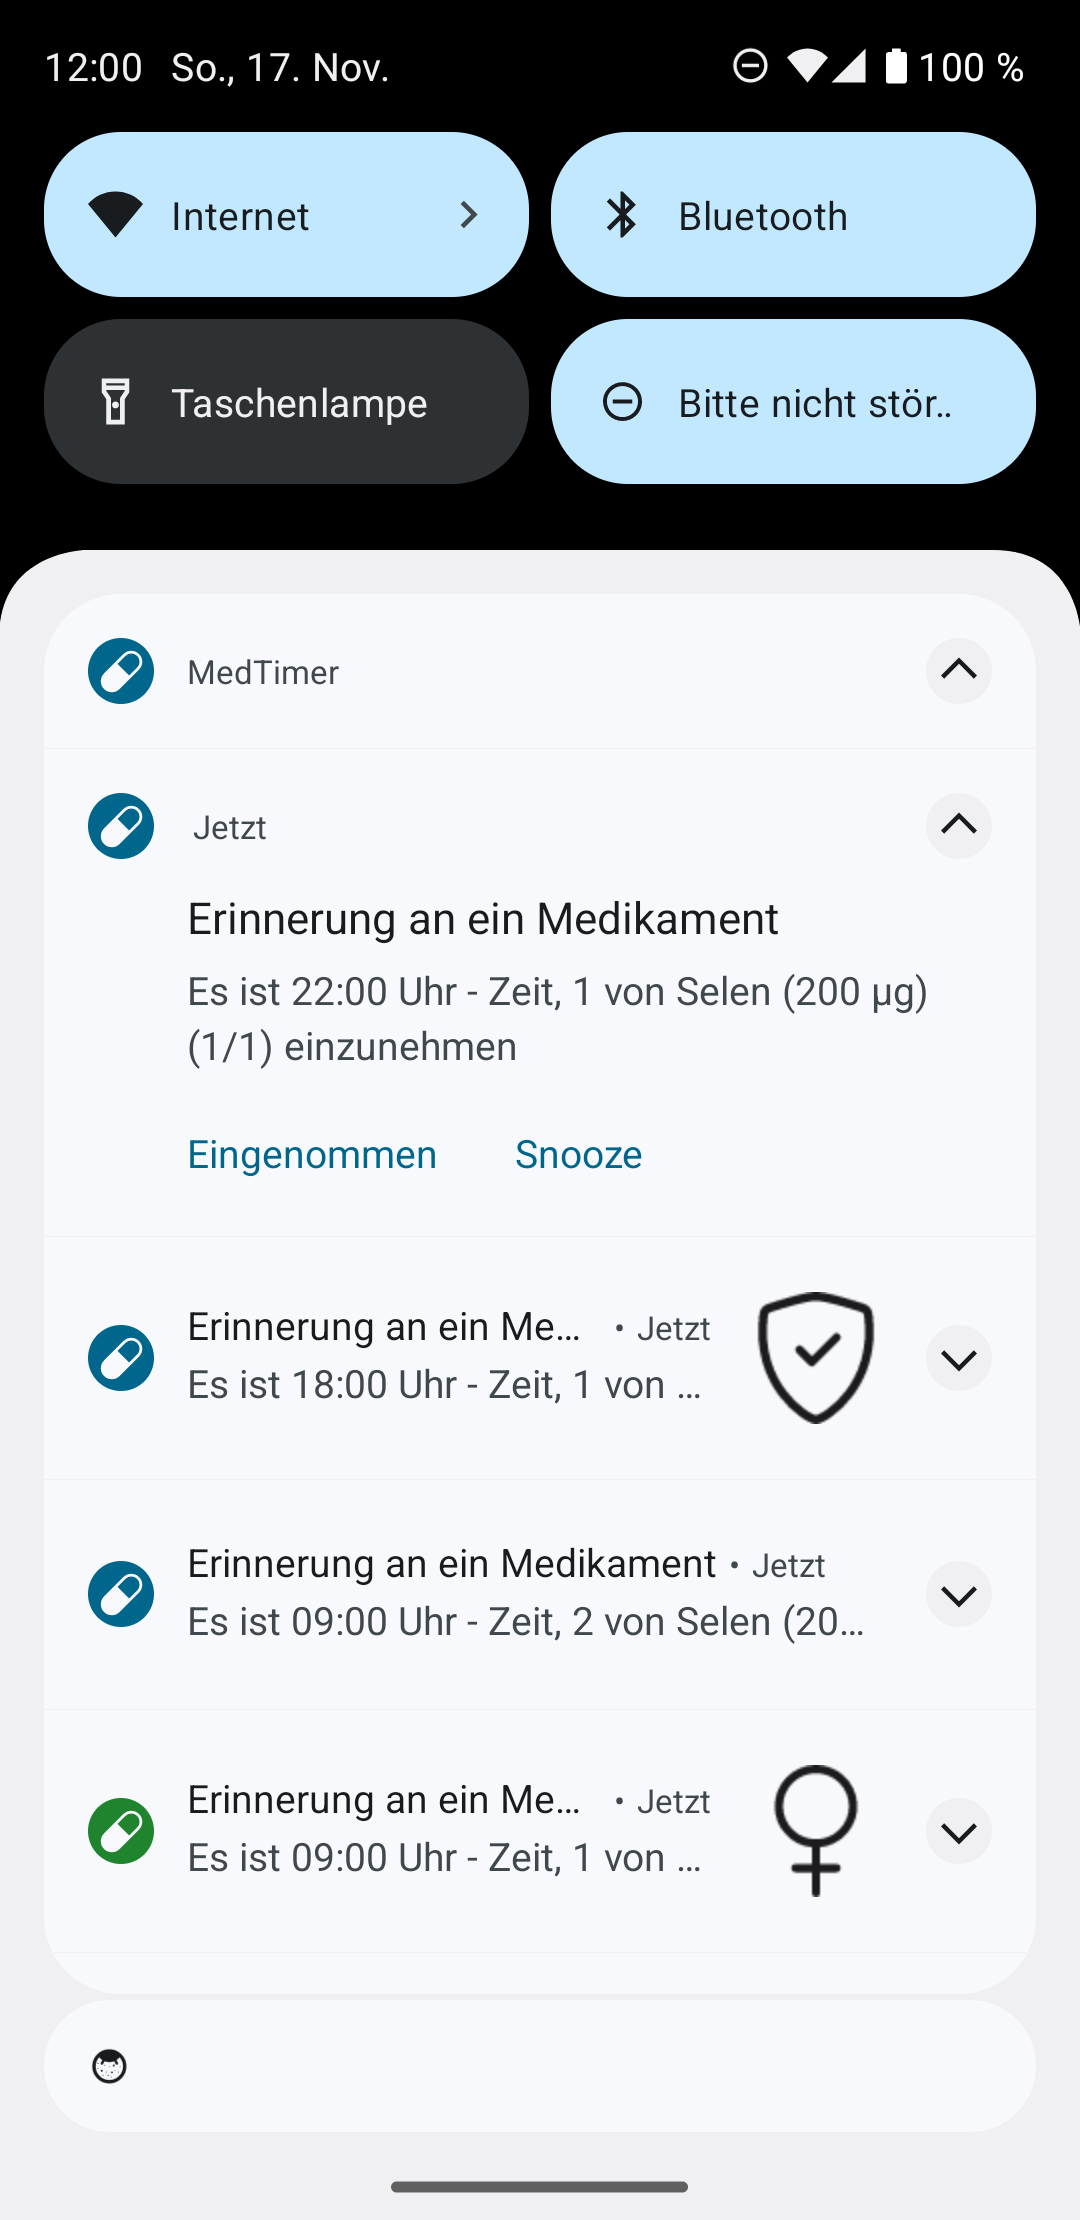 12:00 So., 17. Nov. 100 %
Internet
Bluetooth
Taschenlampe
Bitte nicht stör..
MedTimer
Jetzt
Erinnerung an ein Medikament
Es ist 22:00 Uhr - Zeit, 1 von Selen (200 µg)
(1/1) einzunehmen
Eingenommen Snooze
Erinnerung an ein Me… • Jetzt
Es ist 18:00 Uhr - Zeit, 1 von …
Erinnerung an ein Medikament • Jetzt
Es ist 09:00 Uhr - Zeit, 2 von Selen (20…
Erinnerung an ein Me… • Jetzt
Es ist 09:00 Uhr - Zeit, 1 von …